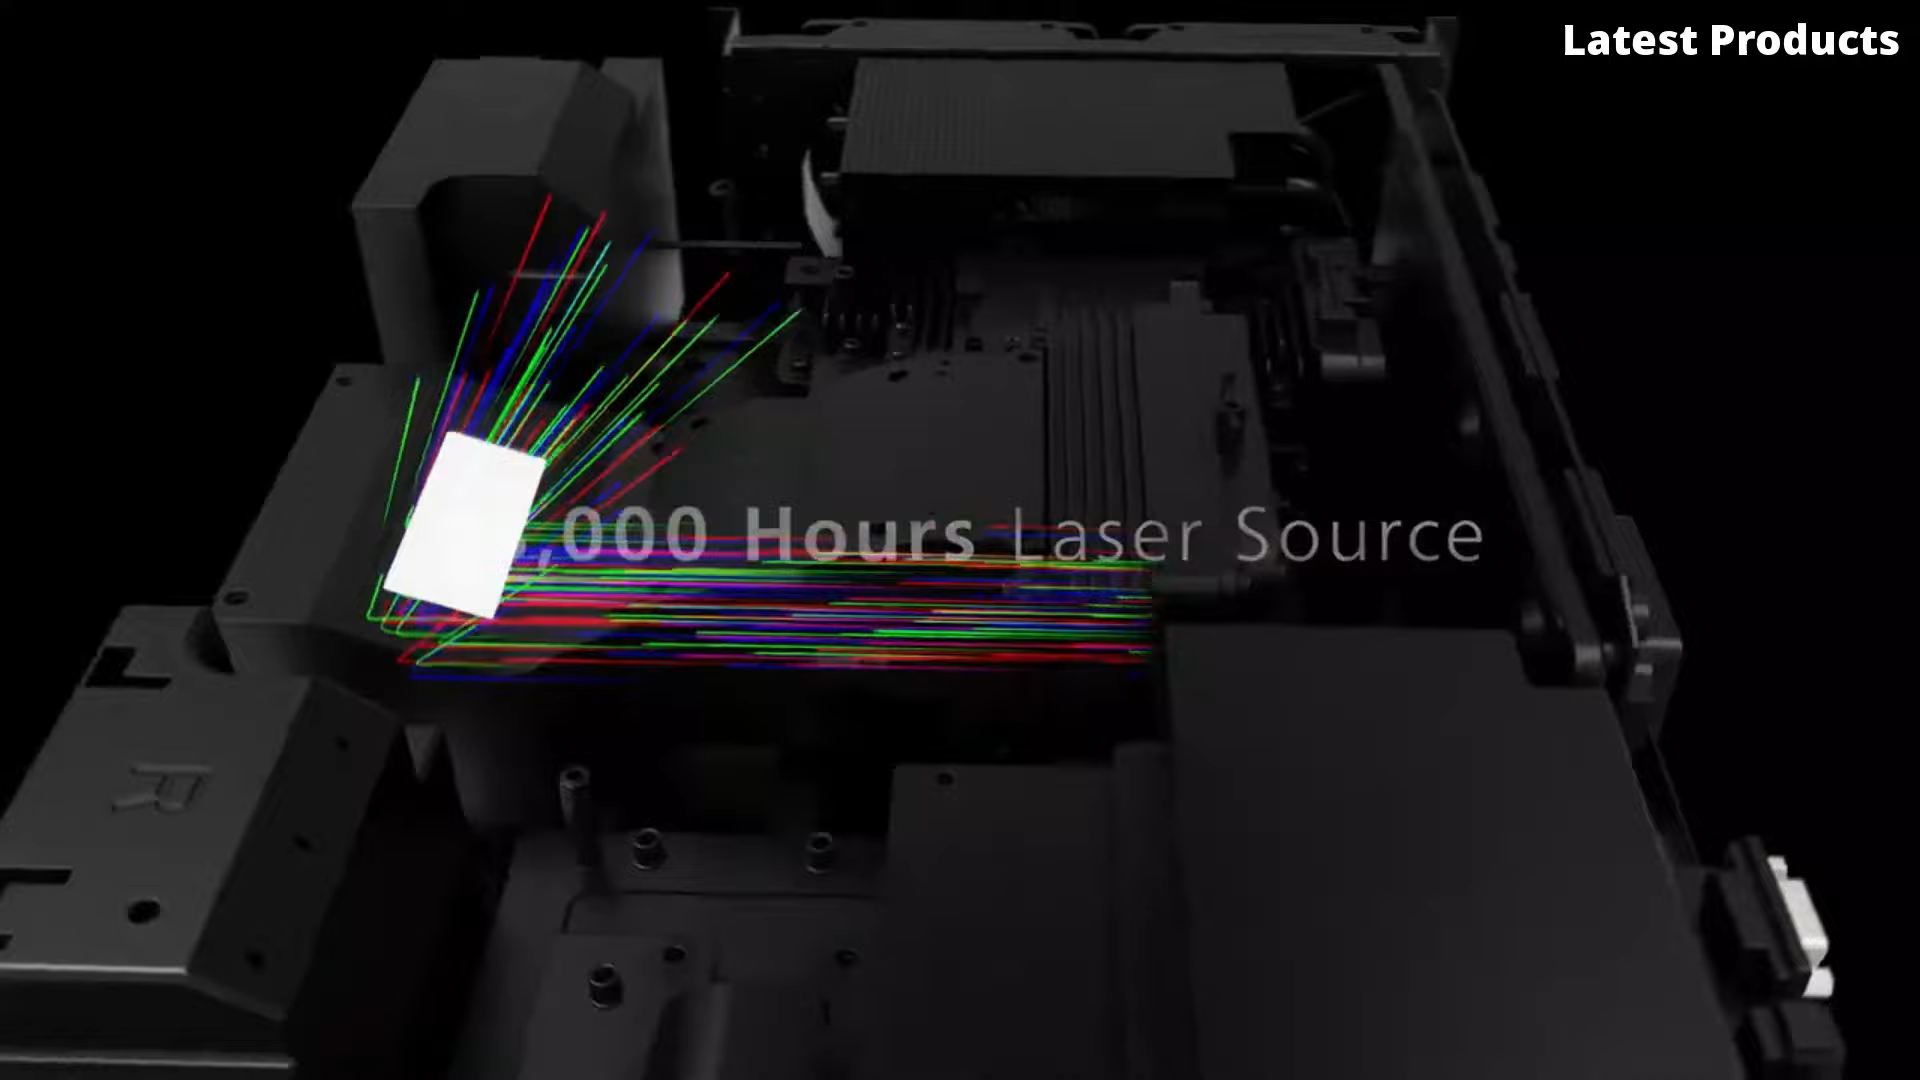 Latest Products
,000 Hours Laser Source
R